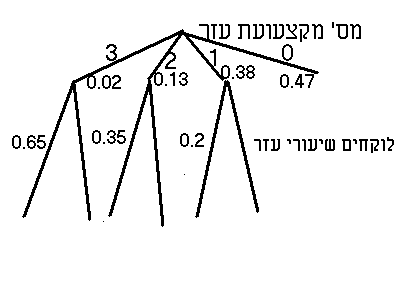 מס' מקצועות עזר
3 2 1 0
0.02 0.13 0.38 0.47
0.65 0.35 0.2 לוקחים שיעורי עזר